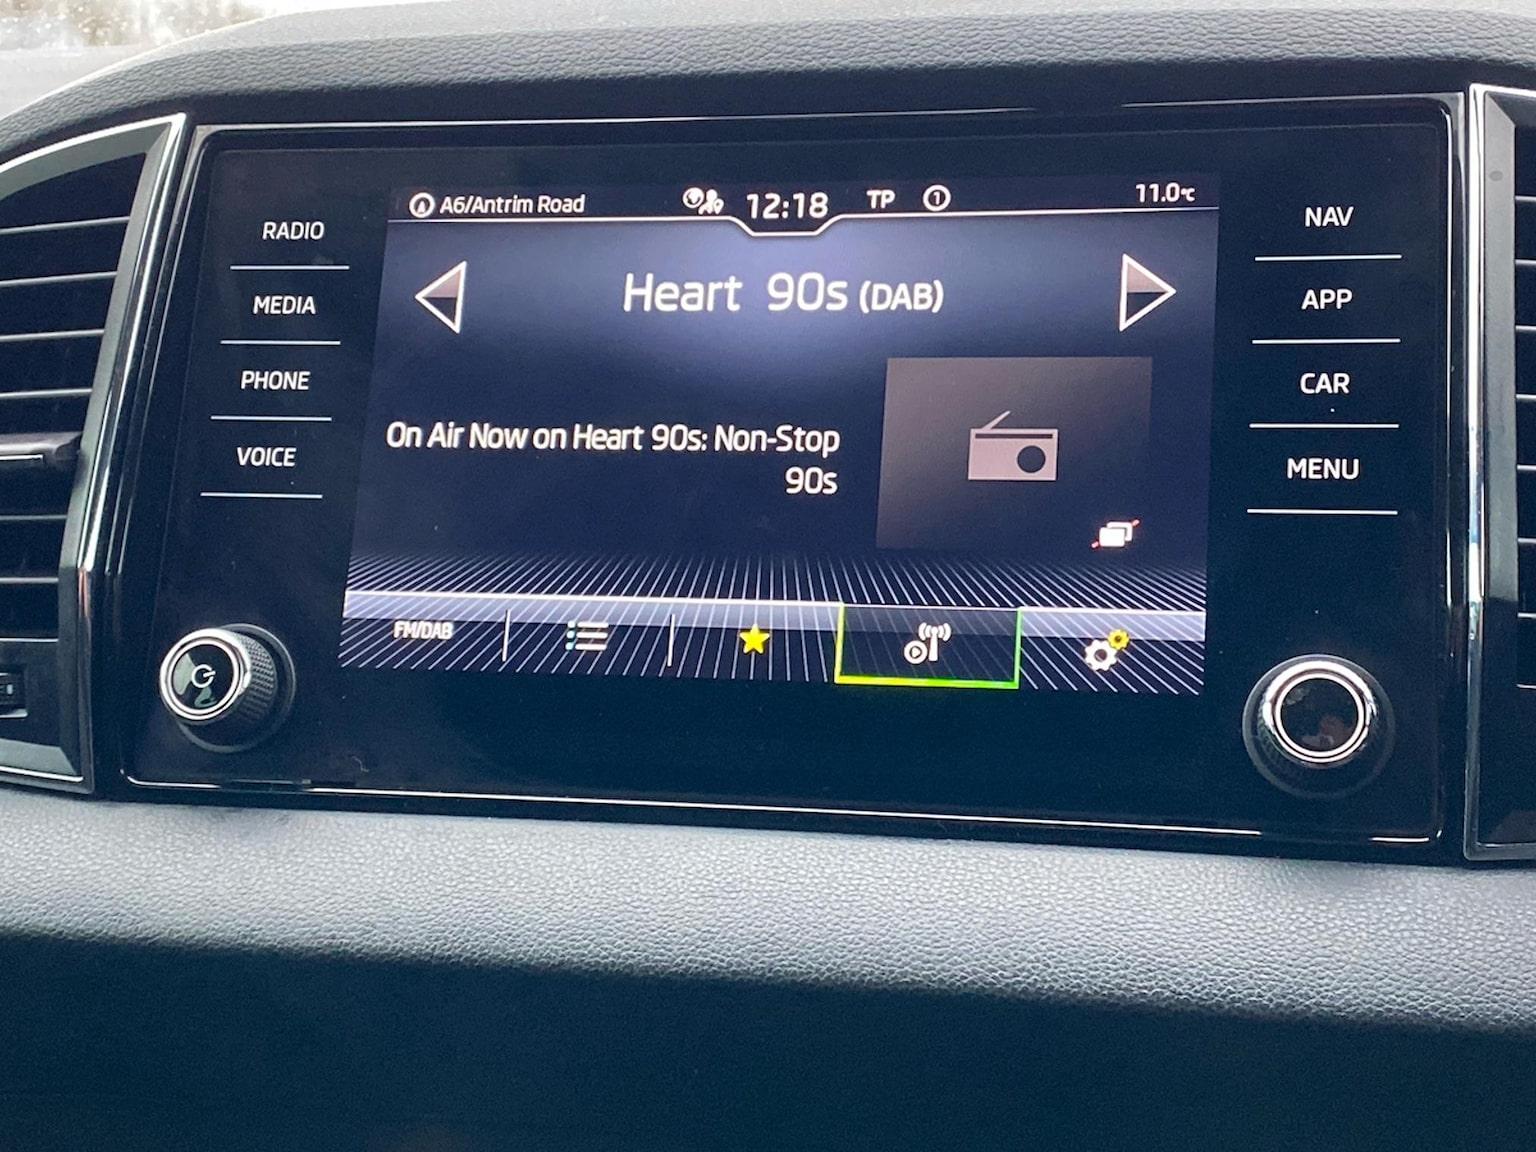 A6/Antrim Road 12:18 TP 1 11.0℃
RADIO
MEDIA
PHONE
VOICE
Heart 90s (DAB)
On Air Now on Heart 90s: Non-Stop
90s
FM/DAB
NAV
APP
CAR
MENU